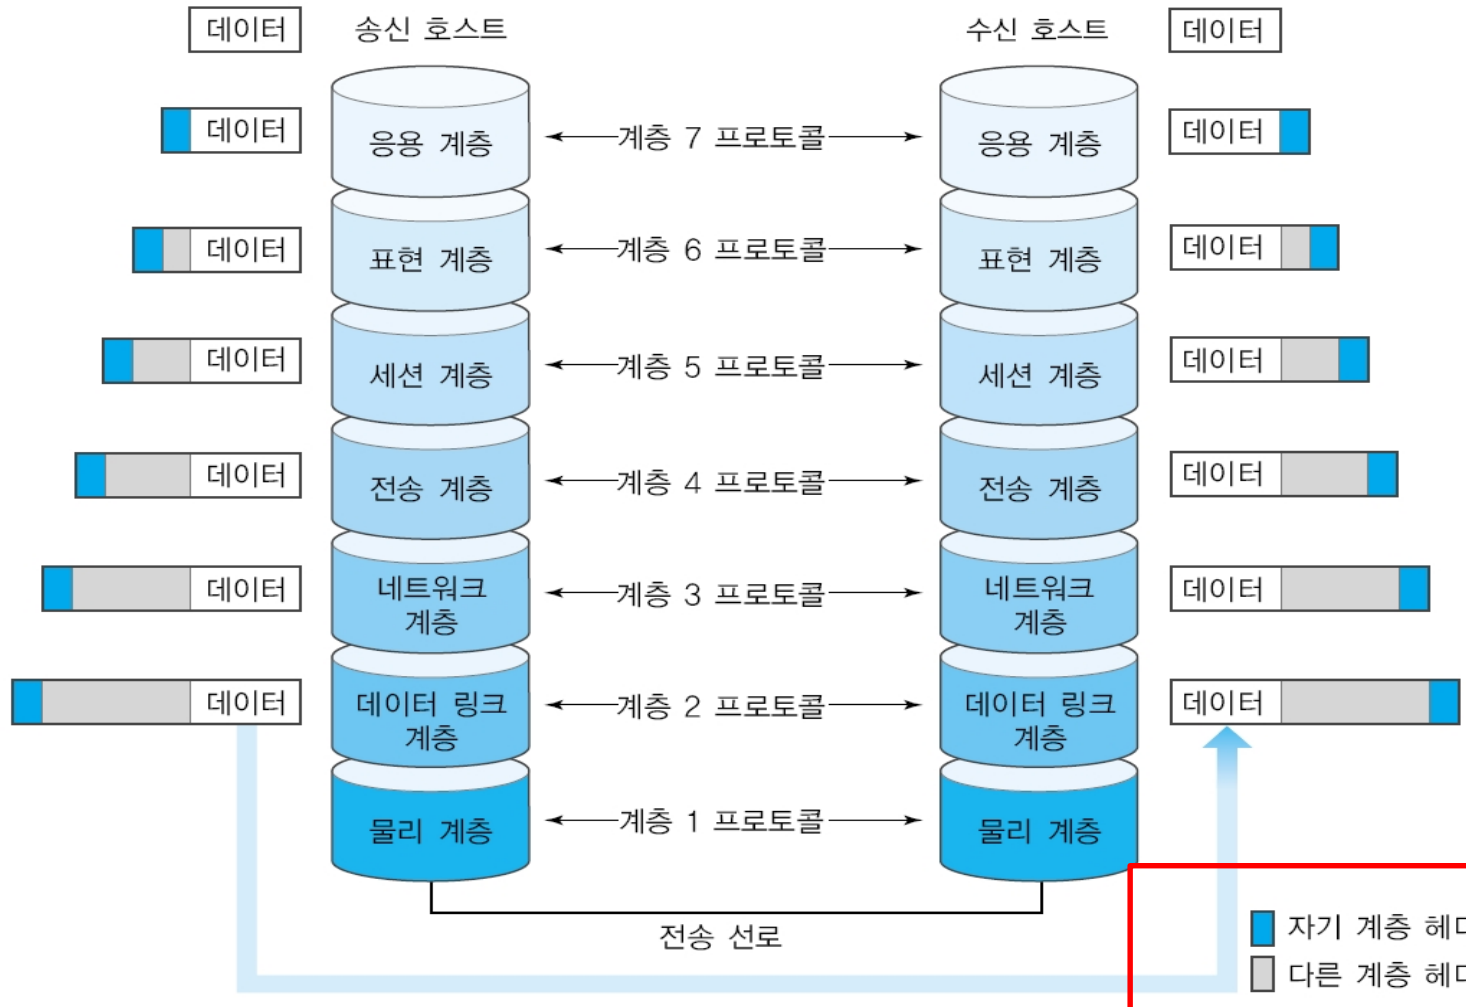 데이터 송신 호스트 수신 호스트 데이터
데이터 응용 계층 계층 7 프로토콜 응용 계층 데이터
데이터 표현 계층 계층 6 프로토콜 표현 계층 데이터
데이터 세션 계층 계층 5 프로토콜 세션 계층 데이터
데이터 전송 계층 계층 4 프로토콜 전송 계층 데이터
데이터 네트워크 계층 3 프로토콜 네트워크 데이터
계층 계층
데이터 데이터 링크 계층 2 프로토콜 데이터 링크 데이터
계층 계층
물리 계층 계층 1 프로토콜 물리 계층
전송 선로
자기 계층
다른 계층